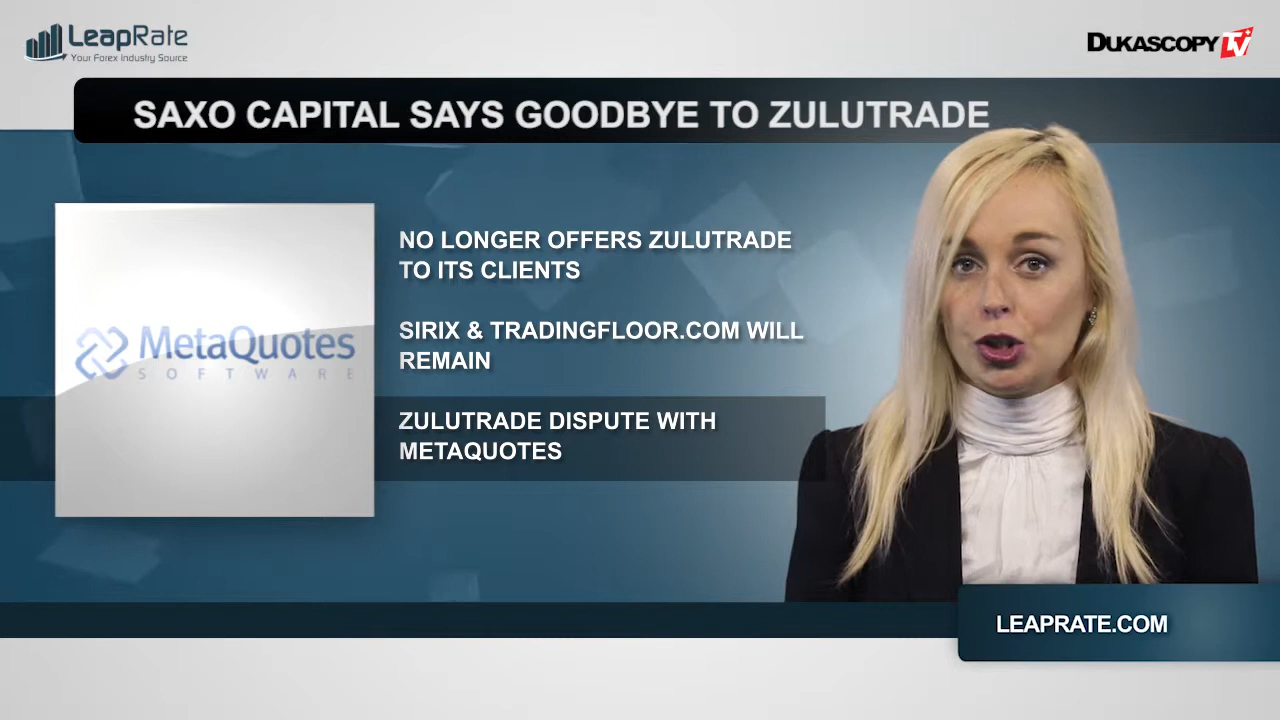 LeapRate
Your Forex Industry Source
DUKASCOPY TV
SAXO CAPITAL SAYS GOODBYE TO ZULUTRADE
MetaQuotes
SOFTWARE
NO LONGER OFFERS ZULUTRADE
TO ITS CLIENTS
SIRIX & TRADINGFLOOR.COM WILL
REMAIN
ZULUTRADE DISPUTE WITH
METAQUOTES
LEAPRATE.COM